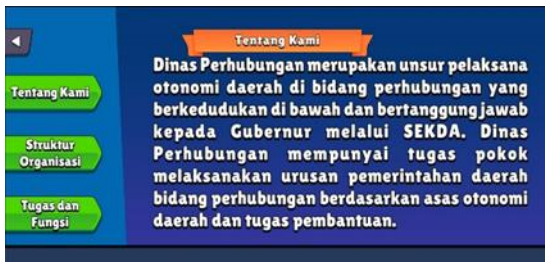 Tentang Kami
Dinas Perhubungan merupakan unsur pelaksana
otonomi daerah di bidang perhubungan yang
berkedudukan di bawah dan bertanggung jawab
kepada Gubernur melalui SEKDA. Dinas
Perhubungan mempunyai tugas pokok
melaksanakan urusan pemerintahan daerah
bidang perhubungan berdasarkan asas otonomi
daerah dan tugas pembantuan.
Tentang Kami
Struktur
Organisasi
Tugas dan
Fungsi